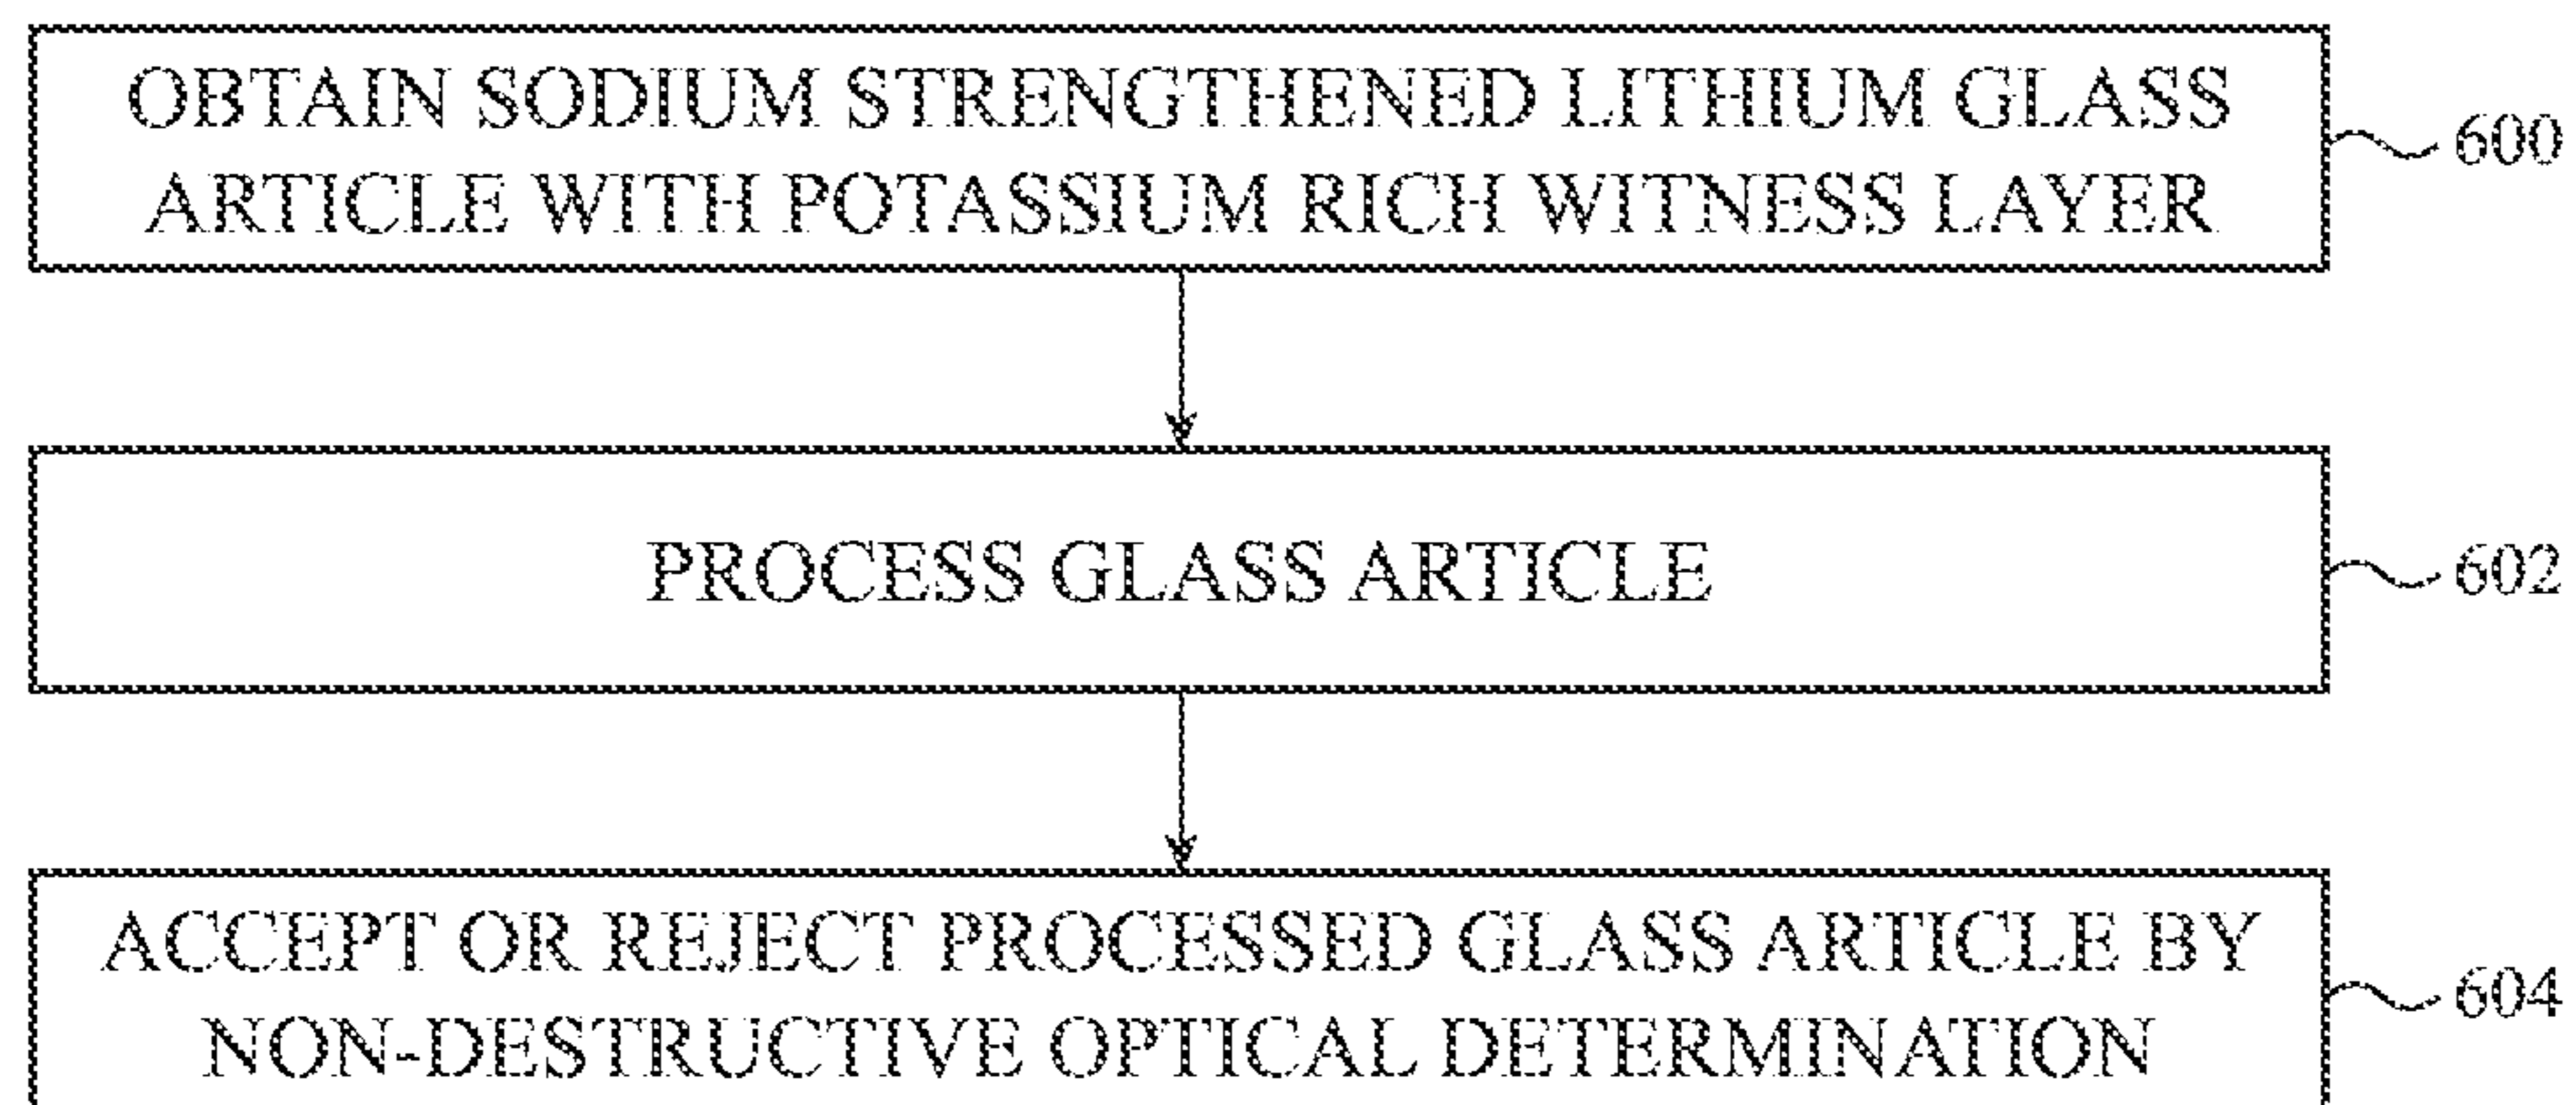 OBTAIN SODIUM STRENGTHENED LITHIUM GLASS
ARTICLE WITH POTASSIUM RICH WITNESS LAYER
600
PROCESS GLASS ARTICLE
602
ACCEPT OR REJECT PROCESSED GLASS ARTICLE BY
NON-DESTRUCTIVE OPTICAL DETERMINATION
604